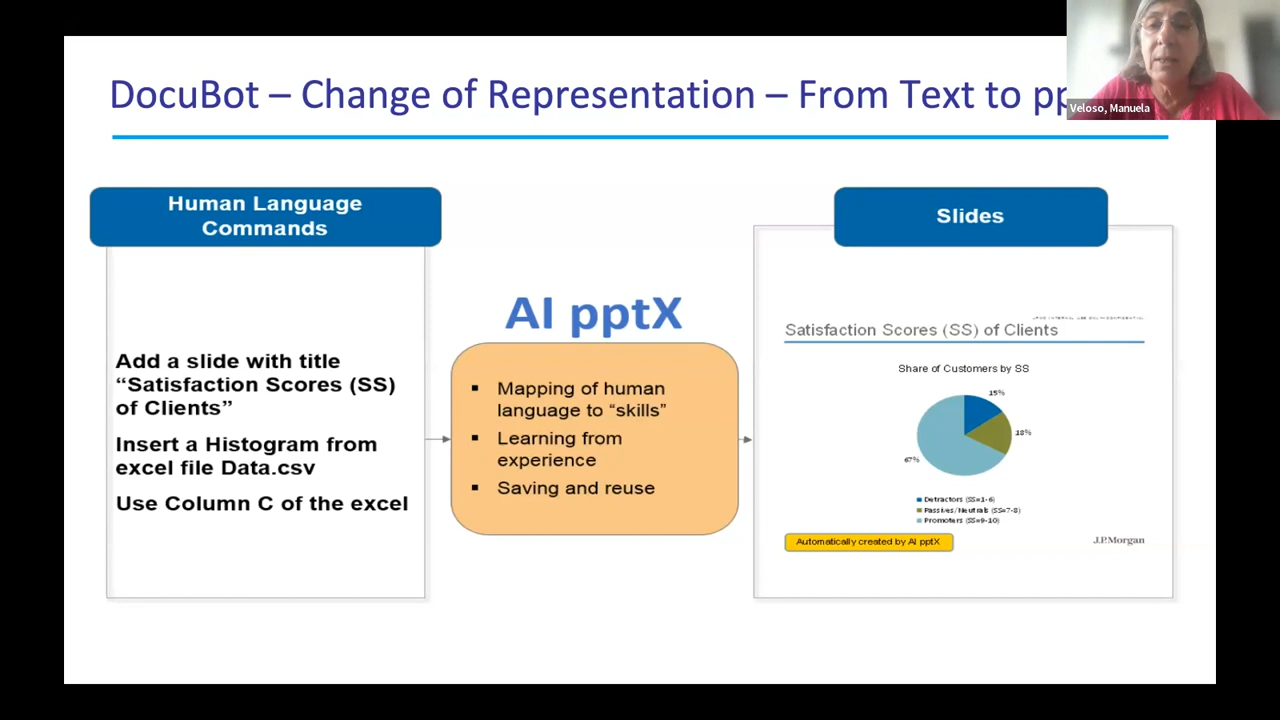 DocuBot – Change of Representation – From Text to pp
Veloso, Manuela
Human Language
Commands
Add a slide with title
“Satisfaction Scores (SS)
of Clients”
Insert a Histogram from
excel file Data.csv
Use Column C of the excel
AI pptX
▪ Mapping of human
language to “skills”
▪ Learning from
experience
▪ Saving and reuse
Slides
Satisfaction Scores (SS) of Clients
Share of Customers by SS
15%
18%
67%
Detractors (SS=1-6)
Passives/Neutrals (SS=7-8)
Promoters (SS=9-10)
Automatically created by AI pptX
J.P.Morgan